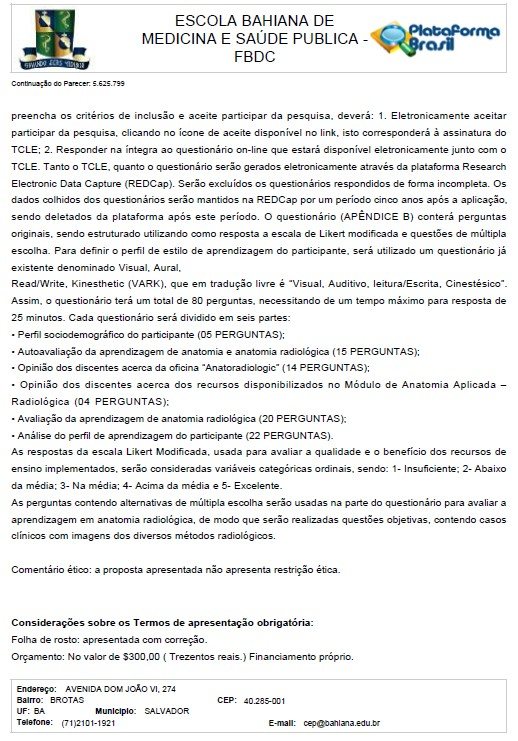 ESCOLA BAHIANA DE
MEDICINA E SAÚDE PUBLICA -
FBDC
Plataforma
Brasil
Continuação do Parecer: 5.625.799
preencha os critérios de inclusão e aceite participar da pesquisa, deverá: 1. Eletronicamente aceitar
participar da pesquisa, clicando no ícone de aceite disponível no link, isto corresponderá à assinatura do
TCLE; 2. Responder na íntegra ao questionário on-line que estará disponível eletronicamente junto com o
TCLE. Tanto o TCLE, quanto o questionário serão gerados eletronicamente através da plataforma Research
Electronic Data Capture (REDCap). Serão excluídos os questionários respondidos de forma incompleta. Os
dados colhidos dos questionários serão mantidos na REDCap por um período cinco anos após a aplicação,
sendo deletados da plataforma após este período. O questionário (APÊNDICE B) conterá perguntas
originais, sendo estruturado utilizando como resposta a escala de Likert modificada e questões de múltipla
escolha. Para definir o perfil de estilo de aprendizagem do participante, será utilizado um questionário já
existente denominado Visual, Aural,
Read/Write, Kinesthetic (VARK), que em tradução livre é “Visual, Auditivo, leitura/Escrita, Cinestésico”.
Assim, o questionário terá um total de 80 perguntas, necessitando de um tempo máximo para resposta de
25 minutos. Cada questionário será dividido em seis partes:
• Perfil sociodemográfico do participante (05 PERGUNTAS);
• Autoavaliação da aprendizagem de anatomia e anatomia radiológica (15 PERGUNTAS);
• Opinião dos discentes acerca da oficina “Anatoradiologic” (14 PERGUNTAS);
• Opinião dos discentes acerca dos recursos disponibilizados no Módulo de Anatomia Aplicada –
Radiológica (04 PERGUNTAS);
• Avaliação da aprendizagem de anatomia radiológica (20 PERGUNTAS);
• Análise do perfil de aprendizagem do participante (22 PERGUNTAS).
As respostas da escala Likert Modificada, usada para avaliar a qualidade e o benefício dos recursos de
ensino implementados, serão consideradas variáveis categóricas ordinais, sendo: 1- Insuficiente; 2- Abaixo
da média; 3- Na média; 4- Acima da média e 5- Excelente.
As perguntas contendo alternativas de múltipla escolha serão usadas na parte do questionário para avaliar a
aprendizagem em anatomia radiológica, de modo que serão realizadas questões objetivas, contendo casos
clínicos com imagens dos diversos métodos radiológicos.
Comentário ético: a proposta apresentada não apresenta restrição ética.
Considerações sobre os Termos de apresentação obrigatória:
Folha de rosto: apresentada com correção.
Orçamento: No valor de $300,00 ( Trezentos reais.) Financiamento próprio.
Endereço: AVENIDA DOM JOÃO VI, 274
Bairro: BROTAS CEP: 40.285-001
UF: BA Município: SALVADOR
Telefone: (71)2101-1921 E-mail: cep@bahiana.edu.br